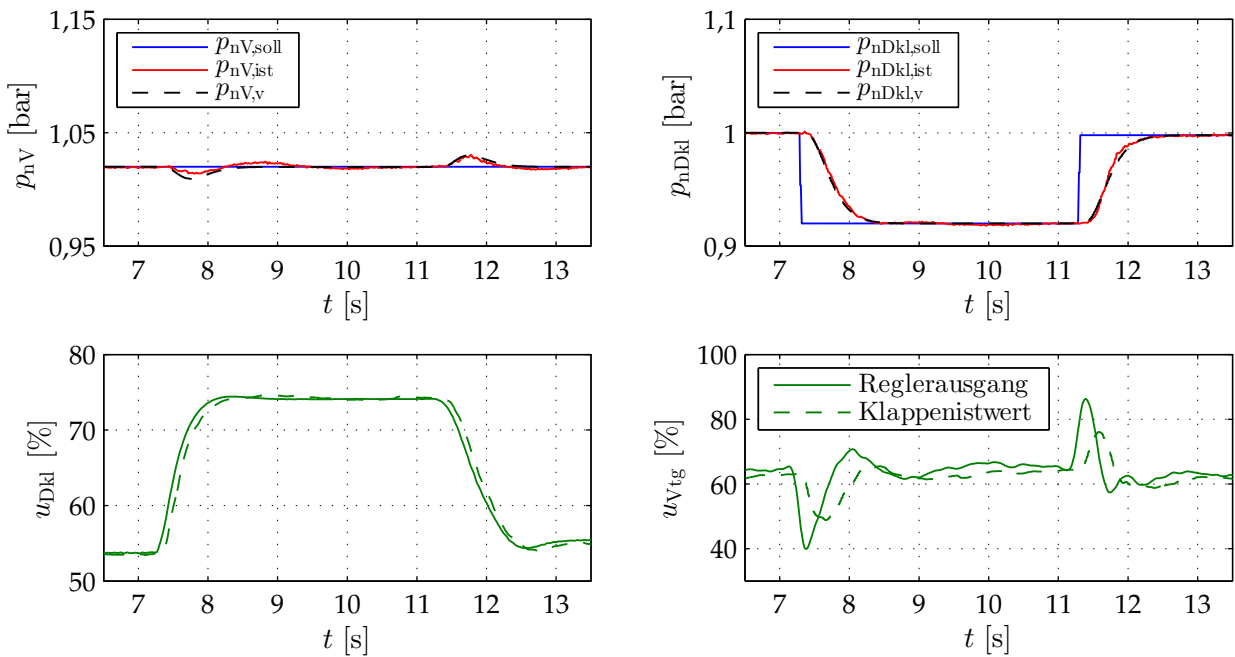 1,15
p_nV,soll
p_nV,ist
p_nV,v
1,05
0,95
p_nV [bar]
7 8 9 10 11 12 13
t [s]
1,1
p_nDkl,soll
p_nDkl,ist
p_nDkl,v
1
0,9
p_nDkl [bar]
7 8 9 10 11 12 13
t [s]
80
70
60
50
u_Dkl [%]
7 8 9 10 11 12 13
t [s]
100
Reglerausgang
Klappenistwert
80
60
40
u_Vtg [%]
7 8 9 10 11 12 13
t [s]